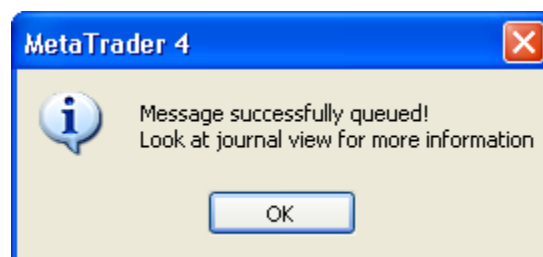 MetaTrader 4
Message successfully queued!
Look at journal view for more information
OK